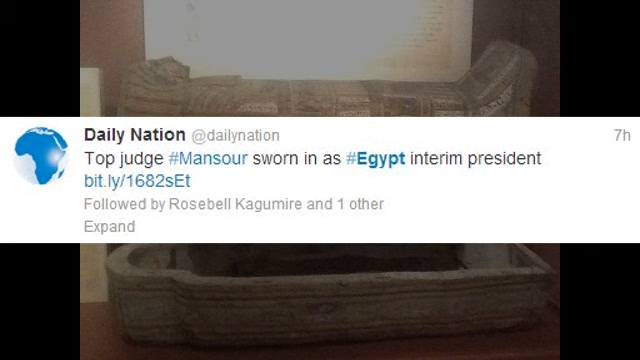 Daily Nation @dailynation 7h
Top judge #Mansour sworn in as #Egypt interim president
bit.ly/1682sEt
Followed by Rosebell Kagumire and 1 other
Expand